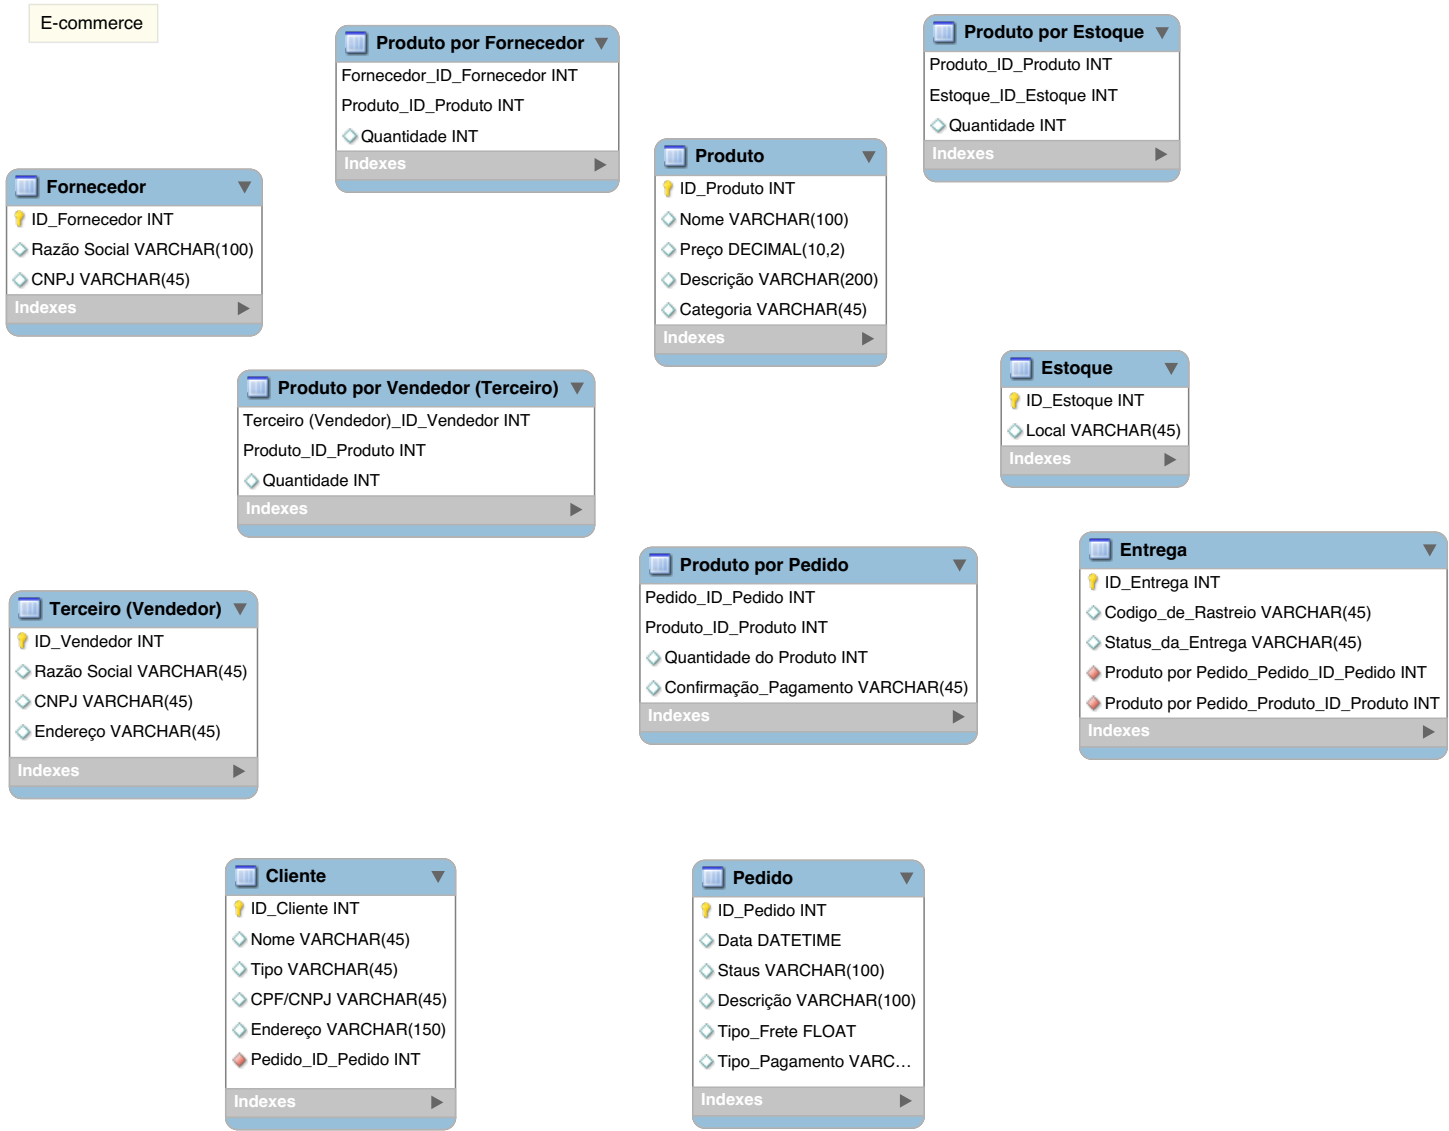 E-commerce
Produto por Fornecedor
Fornecedor_ID_Fornecedor INT
Produto_ID_Produto INT
Quantidade INT
Indexes
Produto por Estoque
Produto_ID_Produto INT
Estoque_ID_Estoque INT
Quantidade INT
Indexes
Fornecedor
ID_Fornecedor INT
Razão Social VARCHAR(100)
CNPJ VARCHAR(45)
Indexes
Produto
ID_Produto INT
Nome VARCHAR(100)
Preço DECIMAL(10,2)
Descrição VARCHAR(200)
Categoria VARCHAR(45)
Indexes
Produto por Vendedor (Terceiro)
Terceiro (Vendedor)_ID_Vendedor INT
Produto_ID_Produto INT
Quantidade INT
Indexes
Estoque
ID_Estoque INT
Local VARCHAR(45)
Indexes
Terceiro (Vendedor)
ID_Vendedor INT
Razão Social VARCHAR(45)
CNPJ VARCHAR(45)
Endereço VARCHAR(45)
Indexes
Produto por Pedido
Pedido_ID_Pedido INT
Produto_ID_Produto INT
Quantidade do Produto INT
Confirmação_Pagamento VARCHAR(45)
Indexes
Entrega
ID_Entrega INT
Codigo_de_Rastreio VARCHAR(45)
Status_da_Entrega VARCHAR(45)
Produto por Pedido_Pedido_ID_Pedido INT
Produto por Pedido_Produto_ID_Produto INT
Indexes
Cliente
ID_Cliente INT
Nome VARCHAR(45)
Tipo VARCHAR(45)
CPF/CNPJ VARCHAR(45)
Endereço VARCHAR(150)
Pedido_ID_Pedido INT
Indexes
Pedido
ID_Pedido INT
Data DATETIME
Staus VARCHAR(100)
Descrição VARCHAR(100)
Tipo_Frete FLOAT
Tipo_Pagamento VARC...
Indexes